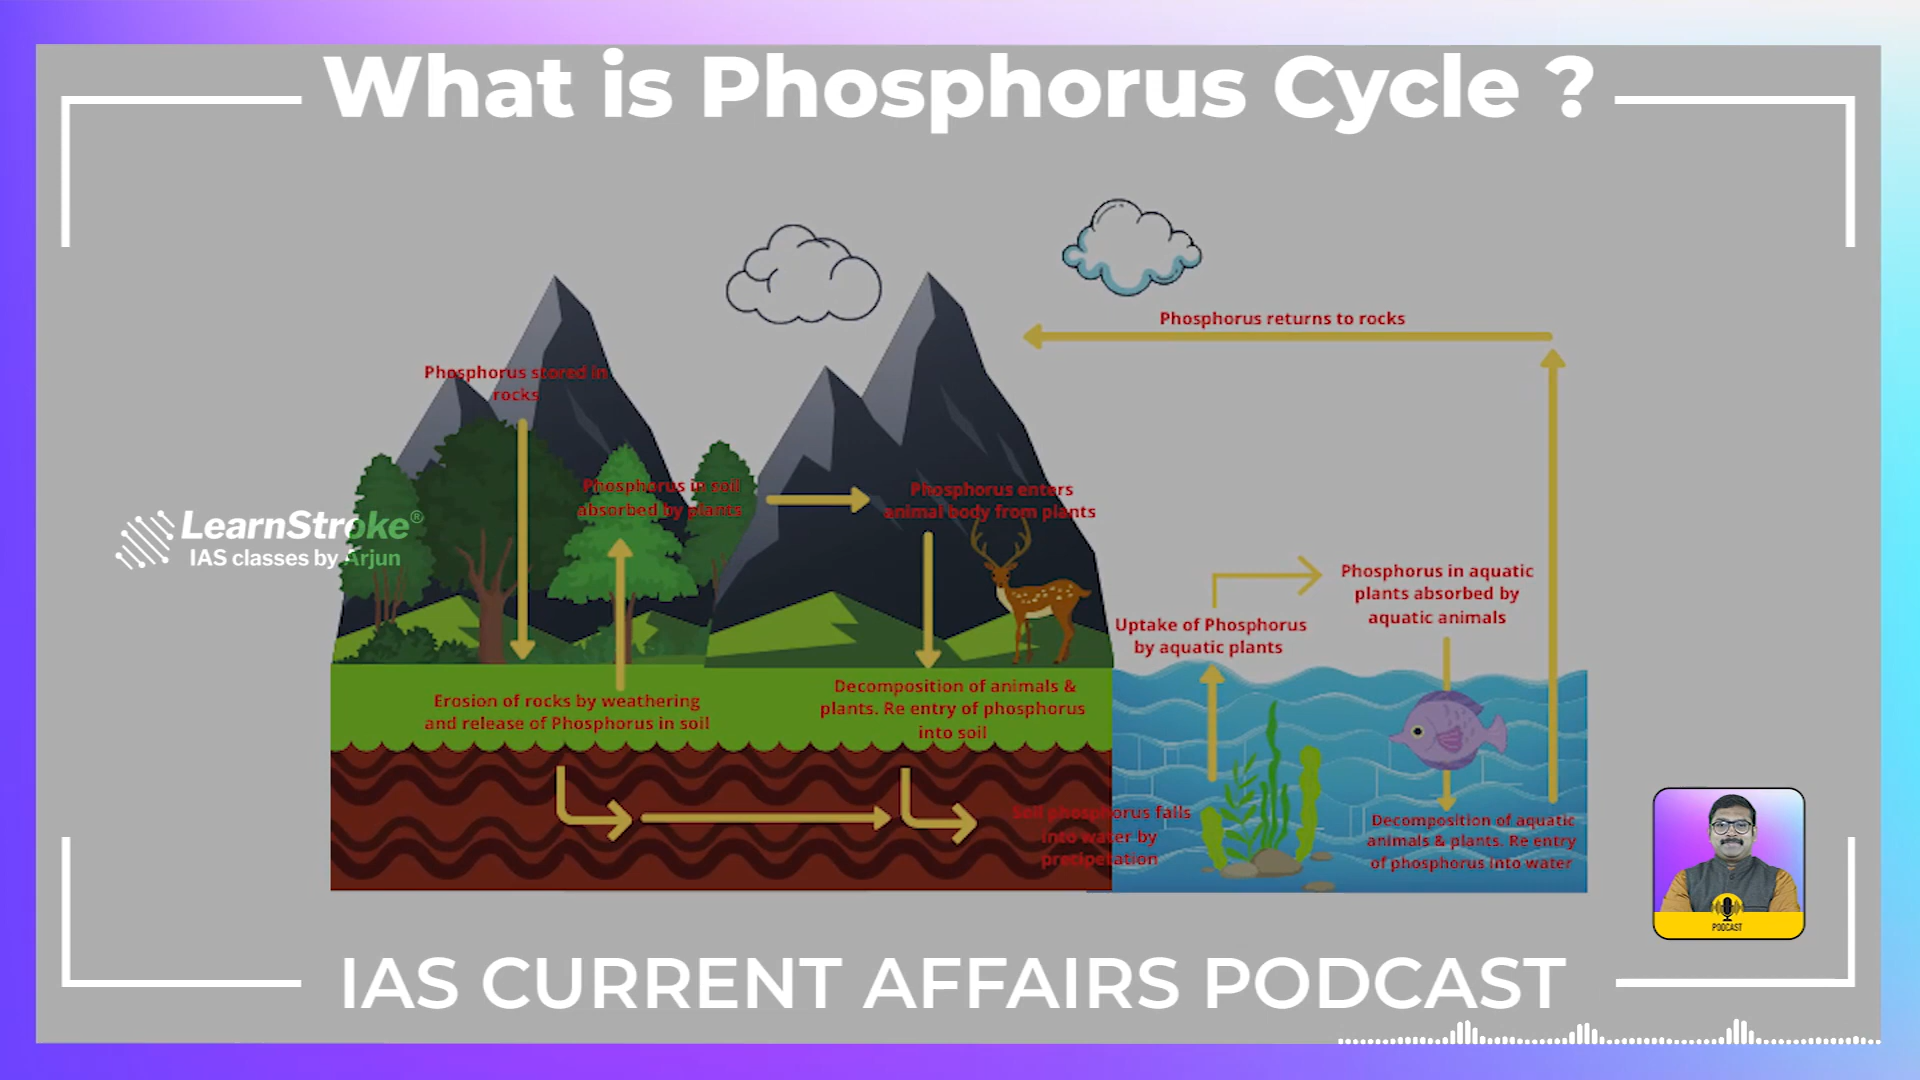 What is Phosphorus Cycle ?
Phosphorus returns to rocks
Phosphorus stored in
rocks
Phosphorus in soil
absorbed by plants
Phosphorus enters
animal body from plants
LearnStroke®
IAS classes by Arjun
Phosphorus in aquatic
plants absorbed by
aquatic animals
Uptake of Phosphorus
by aquatic plants
Erosion of rocks by weathering
and release of Phosphorus in soil
Decomposition of animals &
plants. Re entry of phosphorus
into soil
Soil phosphorus falls
into water by
precipetation
Decomposition of aquatic
animals & plants. Re entry
of phosphorus into water
PODCAST
IAS CURRENT AFFAIRS PODCAST